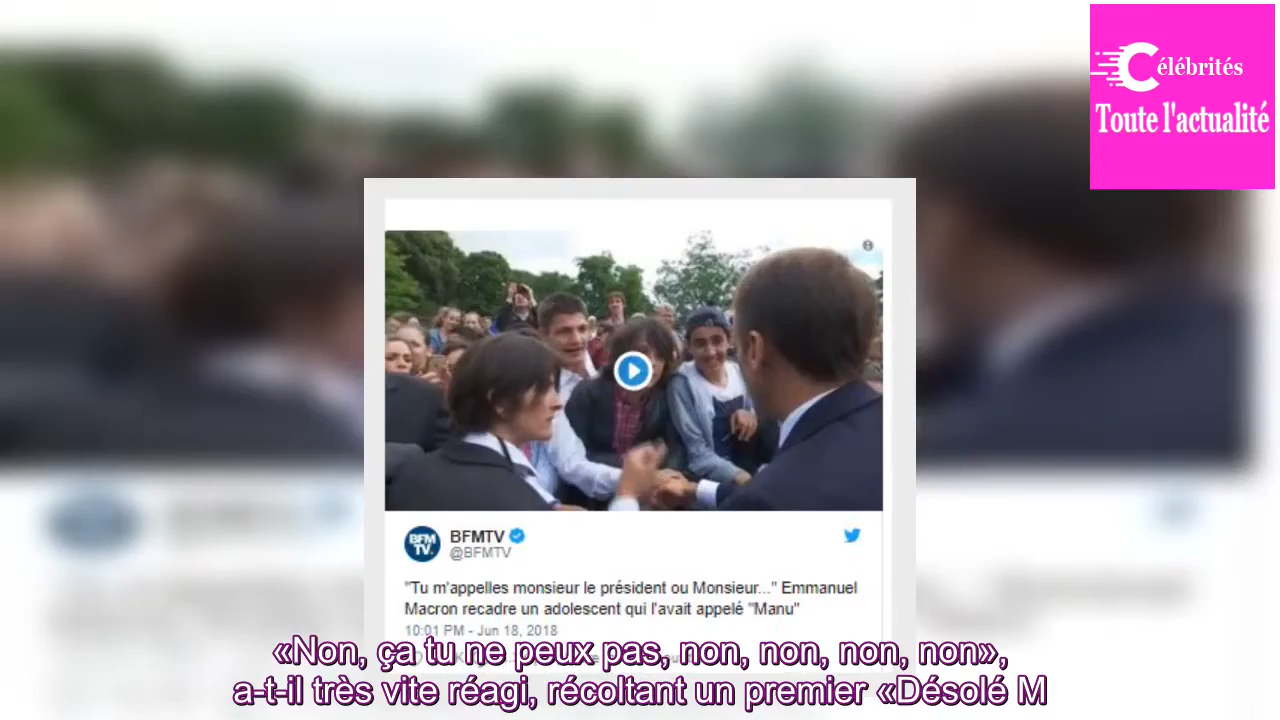 Célébrités
Toute l'actualité
BFM
TV.
BFMTV
@BFMTV
"Tu m'appelles monsieur le président ou Monsieur..." Emmanuel
Macron recadre un adolescent qui l'avait appelé "Manu"
10:01 PM - Jun 18, 2018
«Non, ça tu ne peux pas, non, non, non, non»,
a-t-il très vite réagi, récoltant un premier «Désolé M